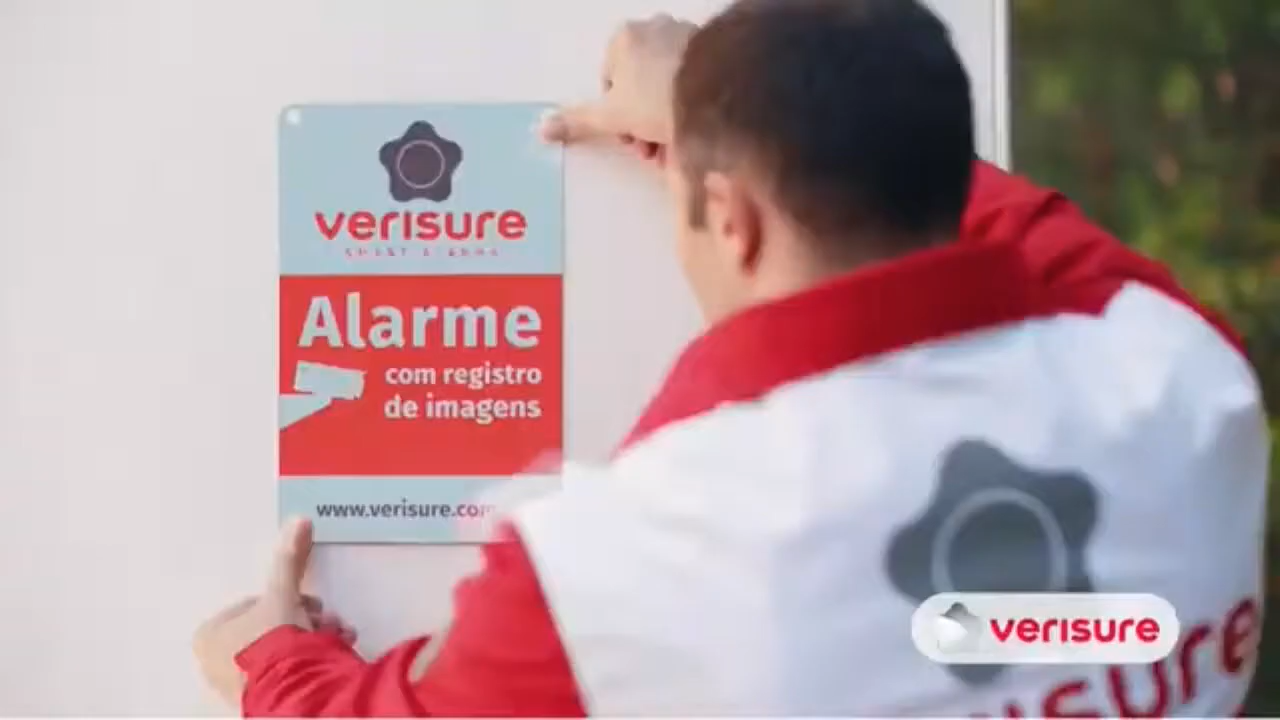 verisure
Alarme
com registro
de imagens
www.verisure.com
verisure